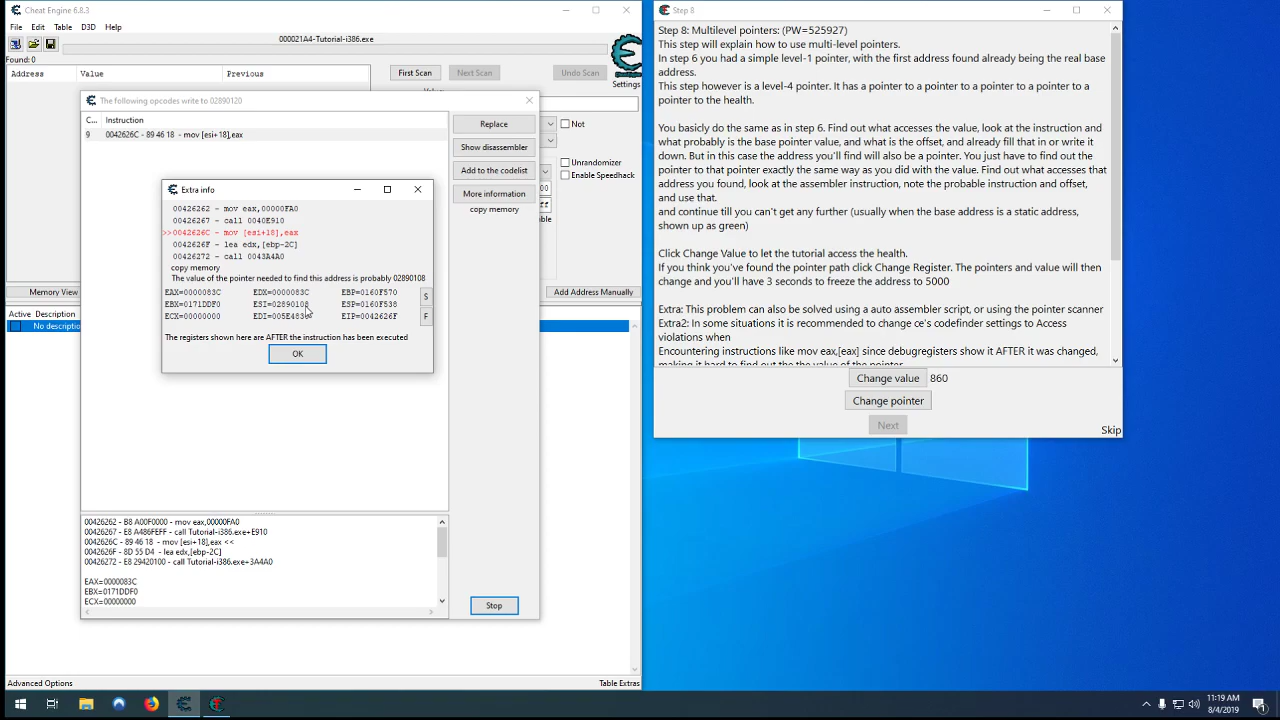 Cheat Engine 6.8.3
File Edit Table D3D Help
000021A4-Tutorial-i386.exe
Found: 0
Address Value Previous
First Scan Next Scan Undo Scan
Settings
Value
Not
Unrandomizer
Enable Speedhack
Memory View
Add Address Manually
Active Description
No descriptio
Advanced Options
Table Extras
The following opcodes write to 02890120
C... Instruction
9 0042626C - 89 46 18 - mov [esi+18],eax
Replace
Show disassembler
Add to the codelist
More information
copy memory
Extra info
00426262 - mov eax,00000FA0
00426267 - call 0040E910
>>0042626C - mov [esi+18],eax
0042626F - lea edx,[ebp-2C]
00426272 - call 0043A4A0
copy memory
The value of the pointer needed to find this address is probably 02890108
EAX=0000083C EDX=0000083C EBP=0160F570
EBX=0171DDF0 ESI=02890108 ESP=0160F538
ECX=00000000 EDI=005E483 EIP=0042626F
S
F
The registers shown here are AFTER the instruction has been executed
OK
00426262 - B8 A00F0000 - mov eax,00000FA0
00426267 - E8 A486FEFF - call Tutorial-i386.exe+E910
0042626C - 89 46 18 - mov [esi+18],eax <<
0042626F - 8D 55 D4 - lea edx,[ebp-2C]
00426272 - E8 29420100 - call Tutorial-i386.exe+3A4A0
EAX=0000083C
EBX=0171DDF0
ECX=00000000
Stop
Step 8
Step 8: Multilevel pointers: (PW=525927)
This step will explain how to use multi-level pointers.
In step 6 you had a simple level-1 pointer, with the first address found already being the real base
address.
This step however is a level-4 pointer. It has a pointer to a pointer to a pointer to a pointer to a
pointer to the health.
You basicly do the same as in step 6. Find out what accesses the value, look at the instruction and
what probably is the base pointer value, and what is the offset, and already fill that in or write it
down. But in this case the address you'll find will also be a pointer. You just have to find out the
pointer to that pointer exactly the same way as you did with the value. Find out what accesses that
address you found, look at the assembler instruction, note the probable instruction and offset,
and use that.
and continue till you can't get any further (usually when the base address is a static address,
shown up as green)
Click Change Value to let the tutorial access the health.
If you think you've found the pointer path click Change Register. The pointers and value will then
change and you'll have 3 seconds to freeze the address to 5000
Extra: This problem can also be solved using a auto assembler script, or using the pointer scanner
Extra2: In some situations it is recommended to change ce's codefinder settings to Access
violations when
Encountering instructions like mov eax,[eax] since debugregisters show it AFTER it was changed,
making it hard to find out the the value of the pointer
Change value 860
Change pointer
Next
Skip
11:19 AM
8/4/2019